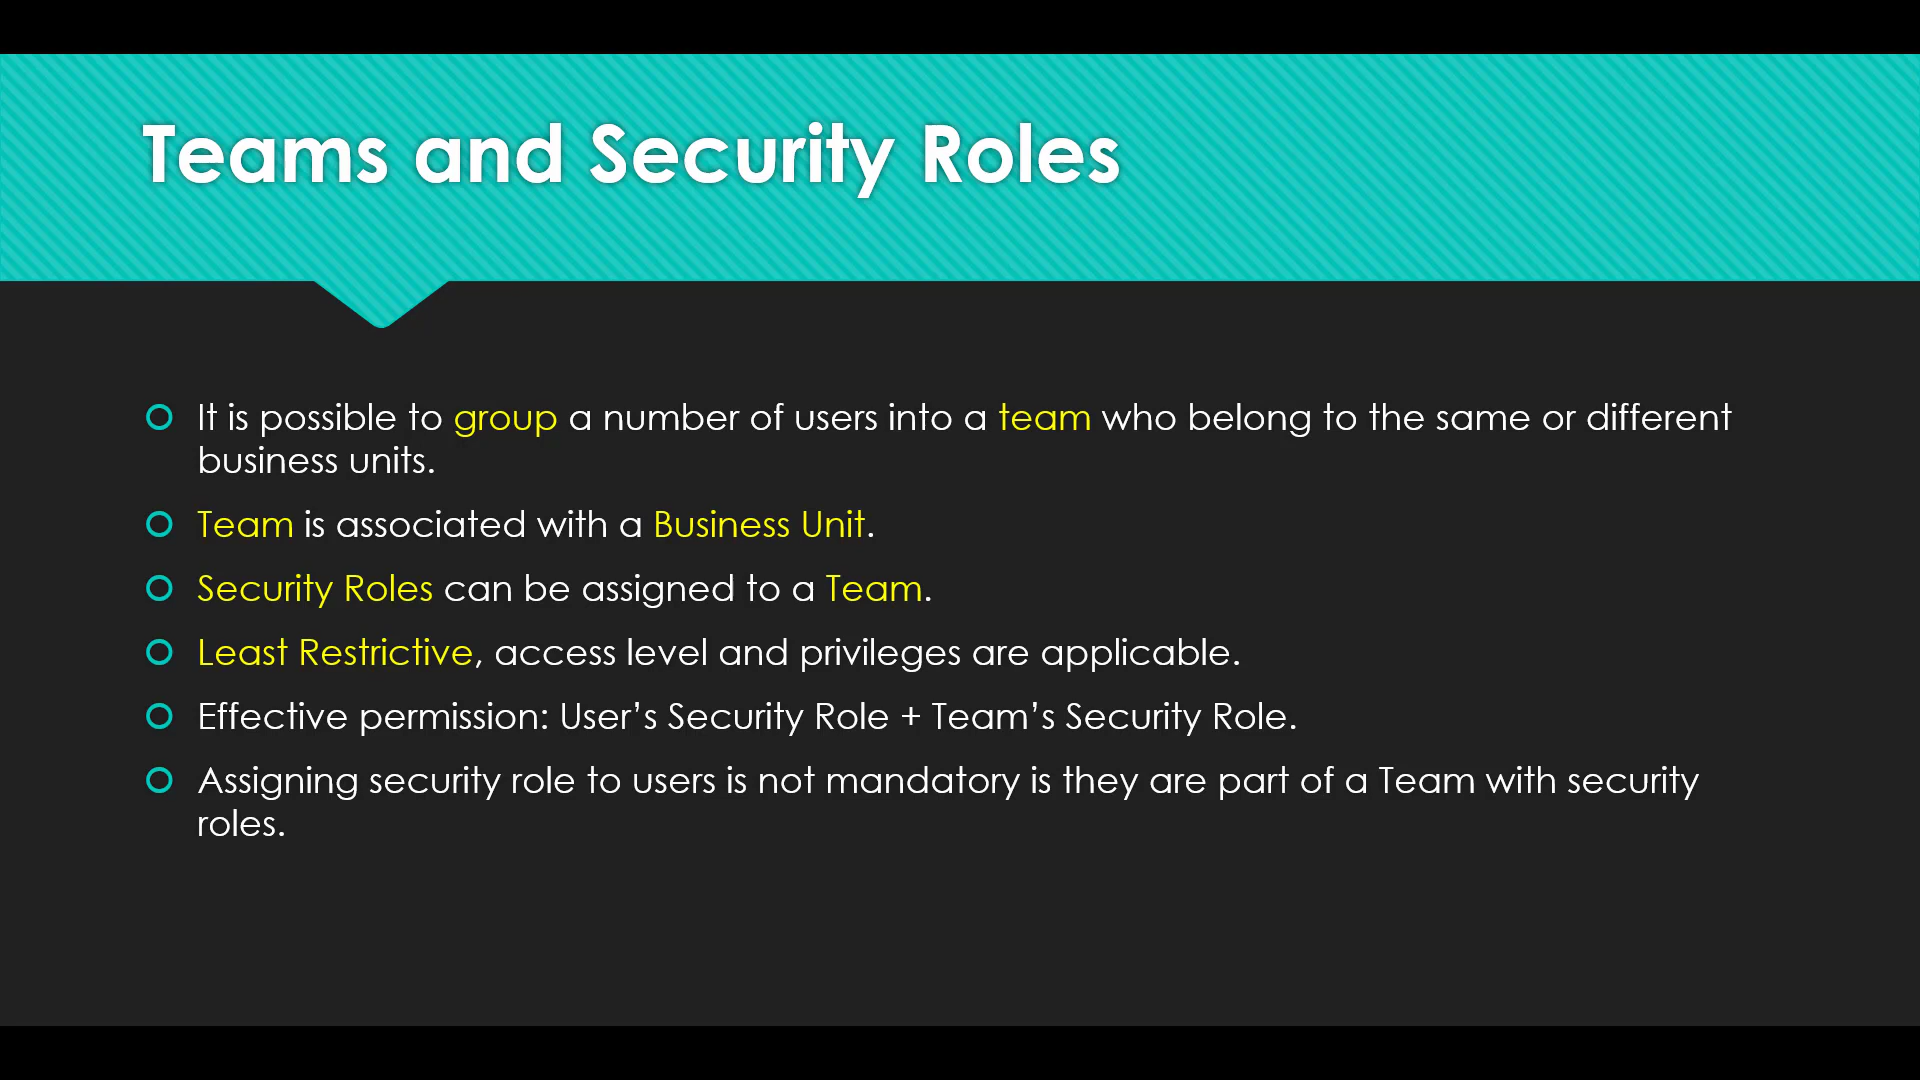 Teams and Security Roles
It is possible to group a number of users into a team who belong to the same or different
business units.
Team is associated with a Business Unit.
Security Roles can be assigned to a Team.
Least Restrictive, access level and privileges are applicable.
Effective permission: User’s Security Role + Team’s Security Role.
Assigning security role to users is not mandatory is they are part of a Team with security
roles.